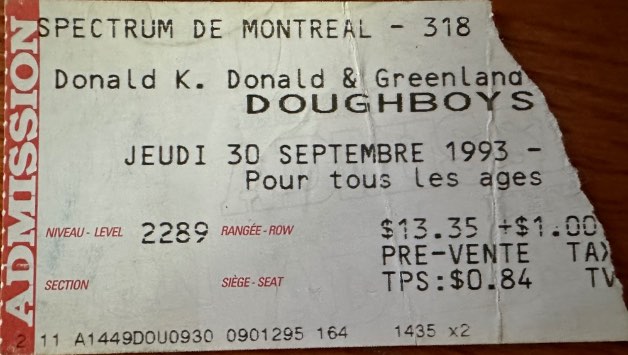 ADMISSION
SPECTRUM DE MONTREAL - 318
Donald K. Donald & Greenland
DOUGHBOYS
JEUDI 30 SEPTEMBRE 1993 -
Pour tous les ages
NIVEAU - LEVEL 2289 RANGÉE - ROW $13.35 +$1.00
PRE-VENTE TAX
SECTION SIÈGE - SEAT TPS:$0.84 TV
2 11 A1449DOU0930 0901295 164 1435 x2